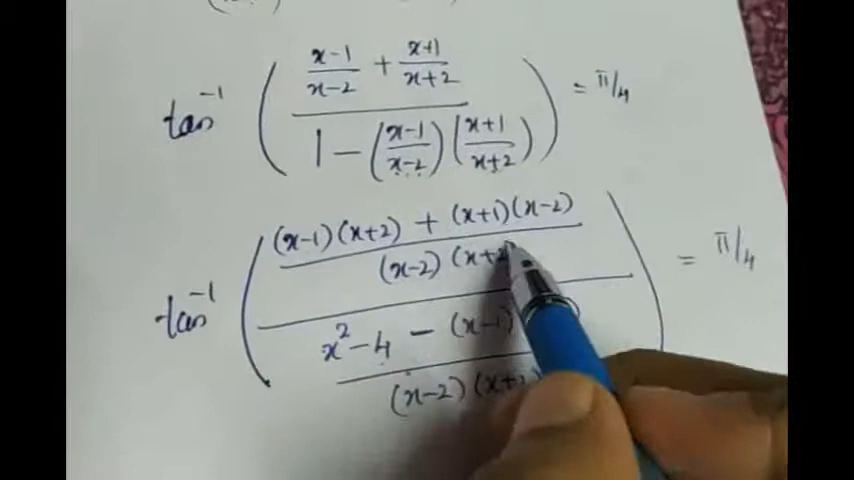 x-1/x-2 + x+1/x+2
tan⁻¹ ( ) = π/4
1 - (x-1/x-2)(x+1/x+2)
(x-1)(x+2) + (x+1)(x-2)
(x-2)(x+2
tan⁻¹ ( ) = π/4
x²-4 - (x-1)
(x-2)(x+2)